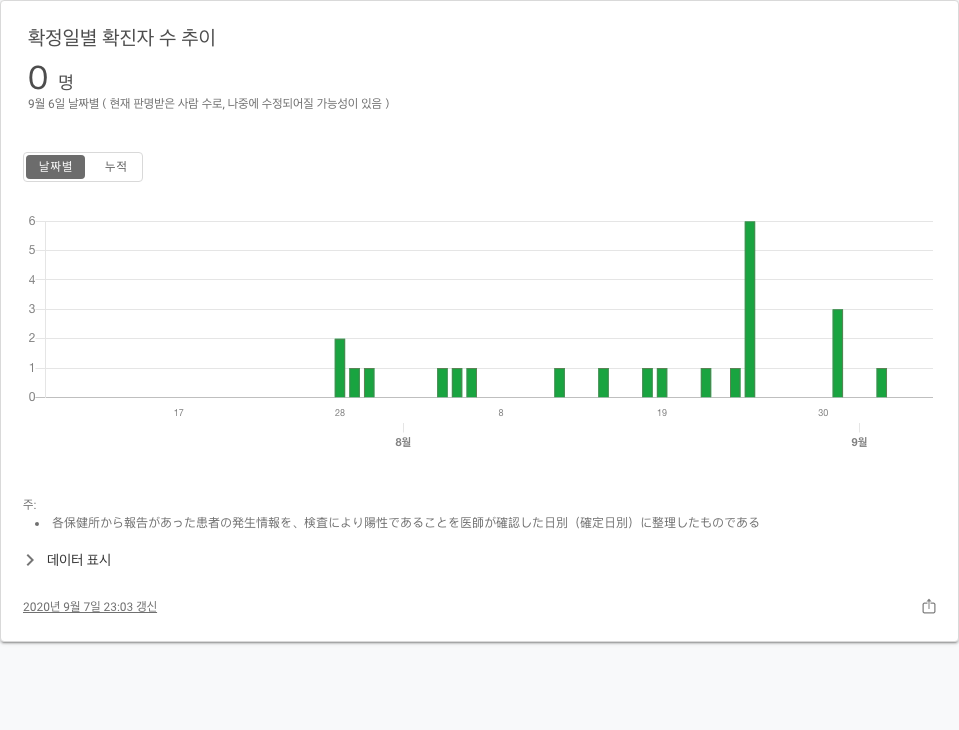 확정일별 확진자 수 추이
0 명
9월 6일 날짜별 ( 현재 판명받은 사람 수로, 나중에 수정되어질 가능성이 있음 )
날짜별 누적
6
5
4
3
2
1
0
17 28 8 19 30
8월 9월
주:
• 各保健所から報告があった患者の発生情報を、検査により陽性であることを医師が確認した日別（確定日別）に整理したものである
데이터 표시
2020년 9월 7일 23:03 갱신